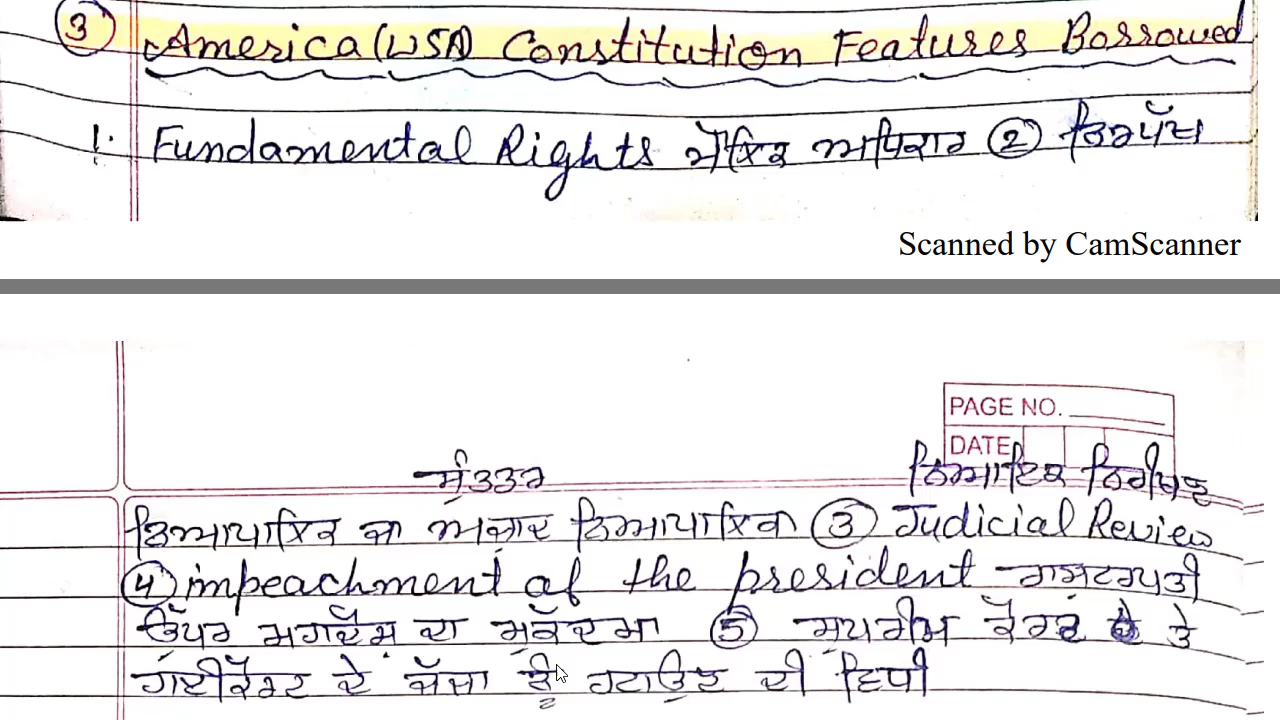 ③ America (USA) Constitution Features Borrowed
1. Fundamental Rights ਮੌਲਿਕ ਅਧਿਕਾਰ ② ਨਿਰਪੱਖ
Scanned by CamScanner
PAGE NO.
DATE
ਸੁੰਤਤਰ ਨਿਆਇਕ ਨਿਰੀਖਣ
ਨਿਆਪਾਲਿਕ ਜਾ ਅਜ਼ਾਦ ਨਿਆਪਾਲਿਕਾ ③ Judicial Review
④ impeachment of the president ਰਾਸ਼ਟਰਪਤੀ
ਉੱਪਰ ਮਹਾਂਦੋਸ਼ ਦਾ ਮੁਕੱਦਮਾ ⑤ ਸੁਪਰੀਮ ਕੋਰਟ ਤੇ
ਹਾਈਕੋਰਟ ਦੇ ਜੱਜਾ ਨੂੰ ਹਟਾਉਣ ਦੀ ਵਿਧੀ